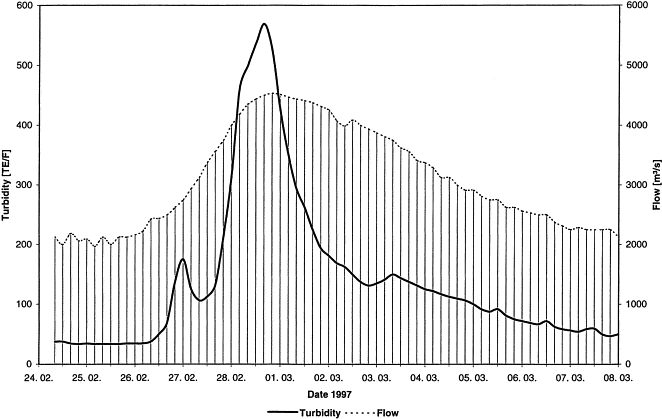 600
500
400
300
200
100
0
Turbidity [TE/F]
6000
5000
4000
3000
2000
1000
0
Flow [m³/s]
24. 02. 25. 02. 26. 02. 27. 02. 28. 02. 01. 03. 02. 03. 03. 03. 04. 03. 05. 03. 06. 03. 07. 03. 08. 03.
Date 1997
Turbidity Flow